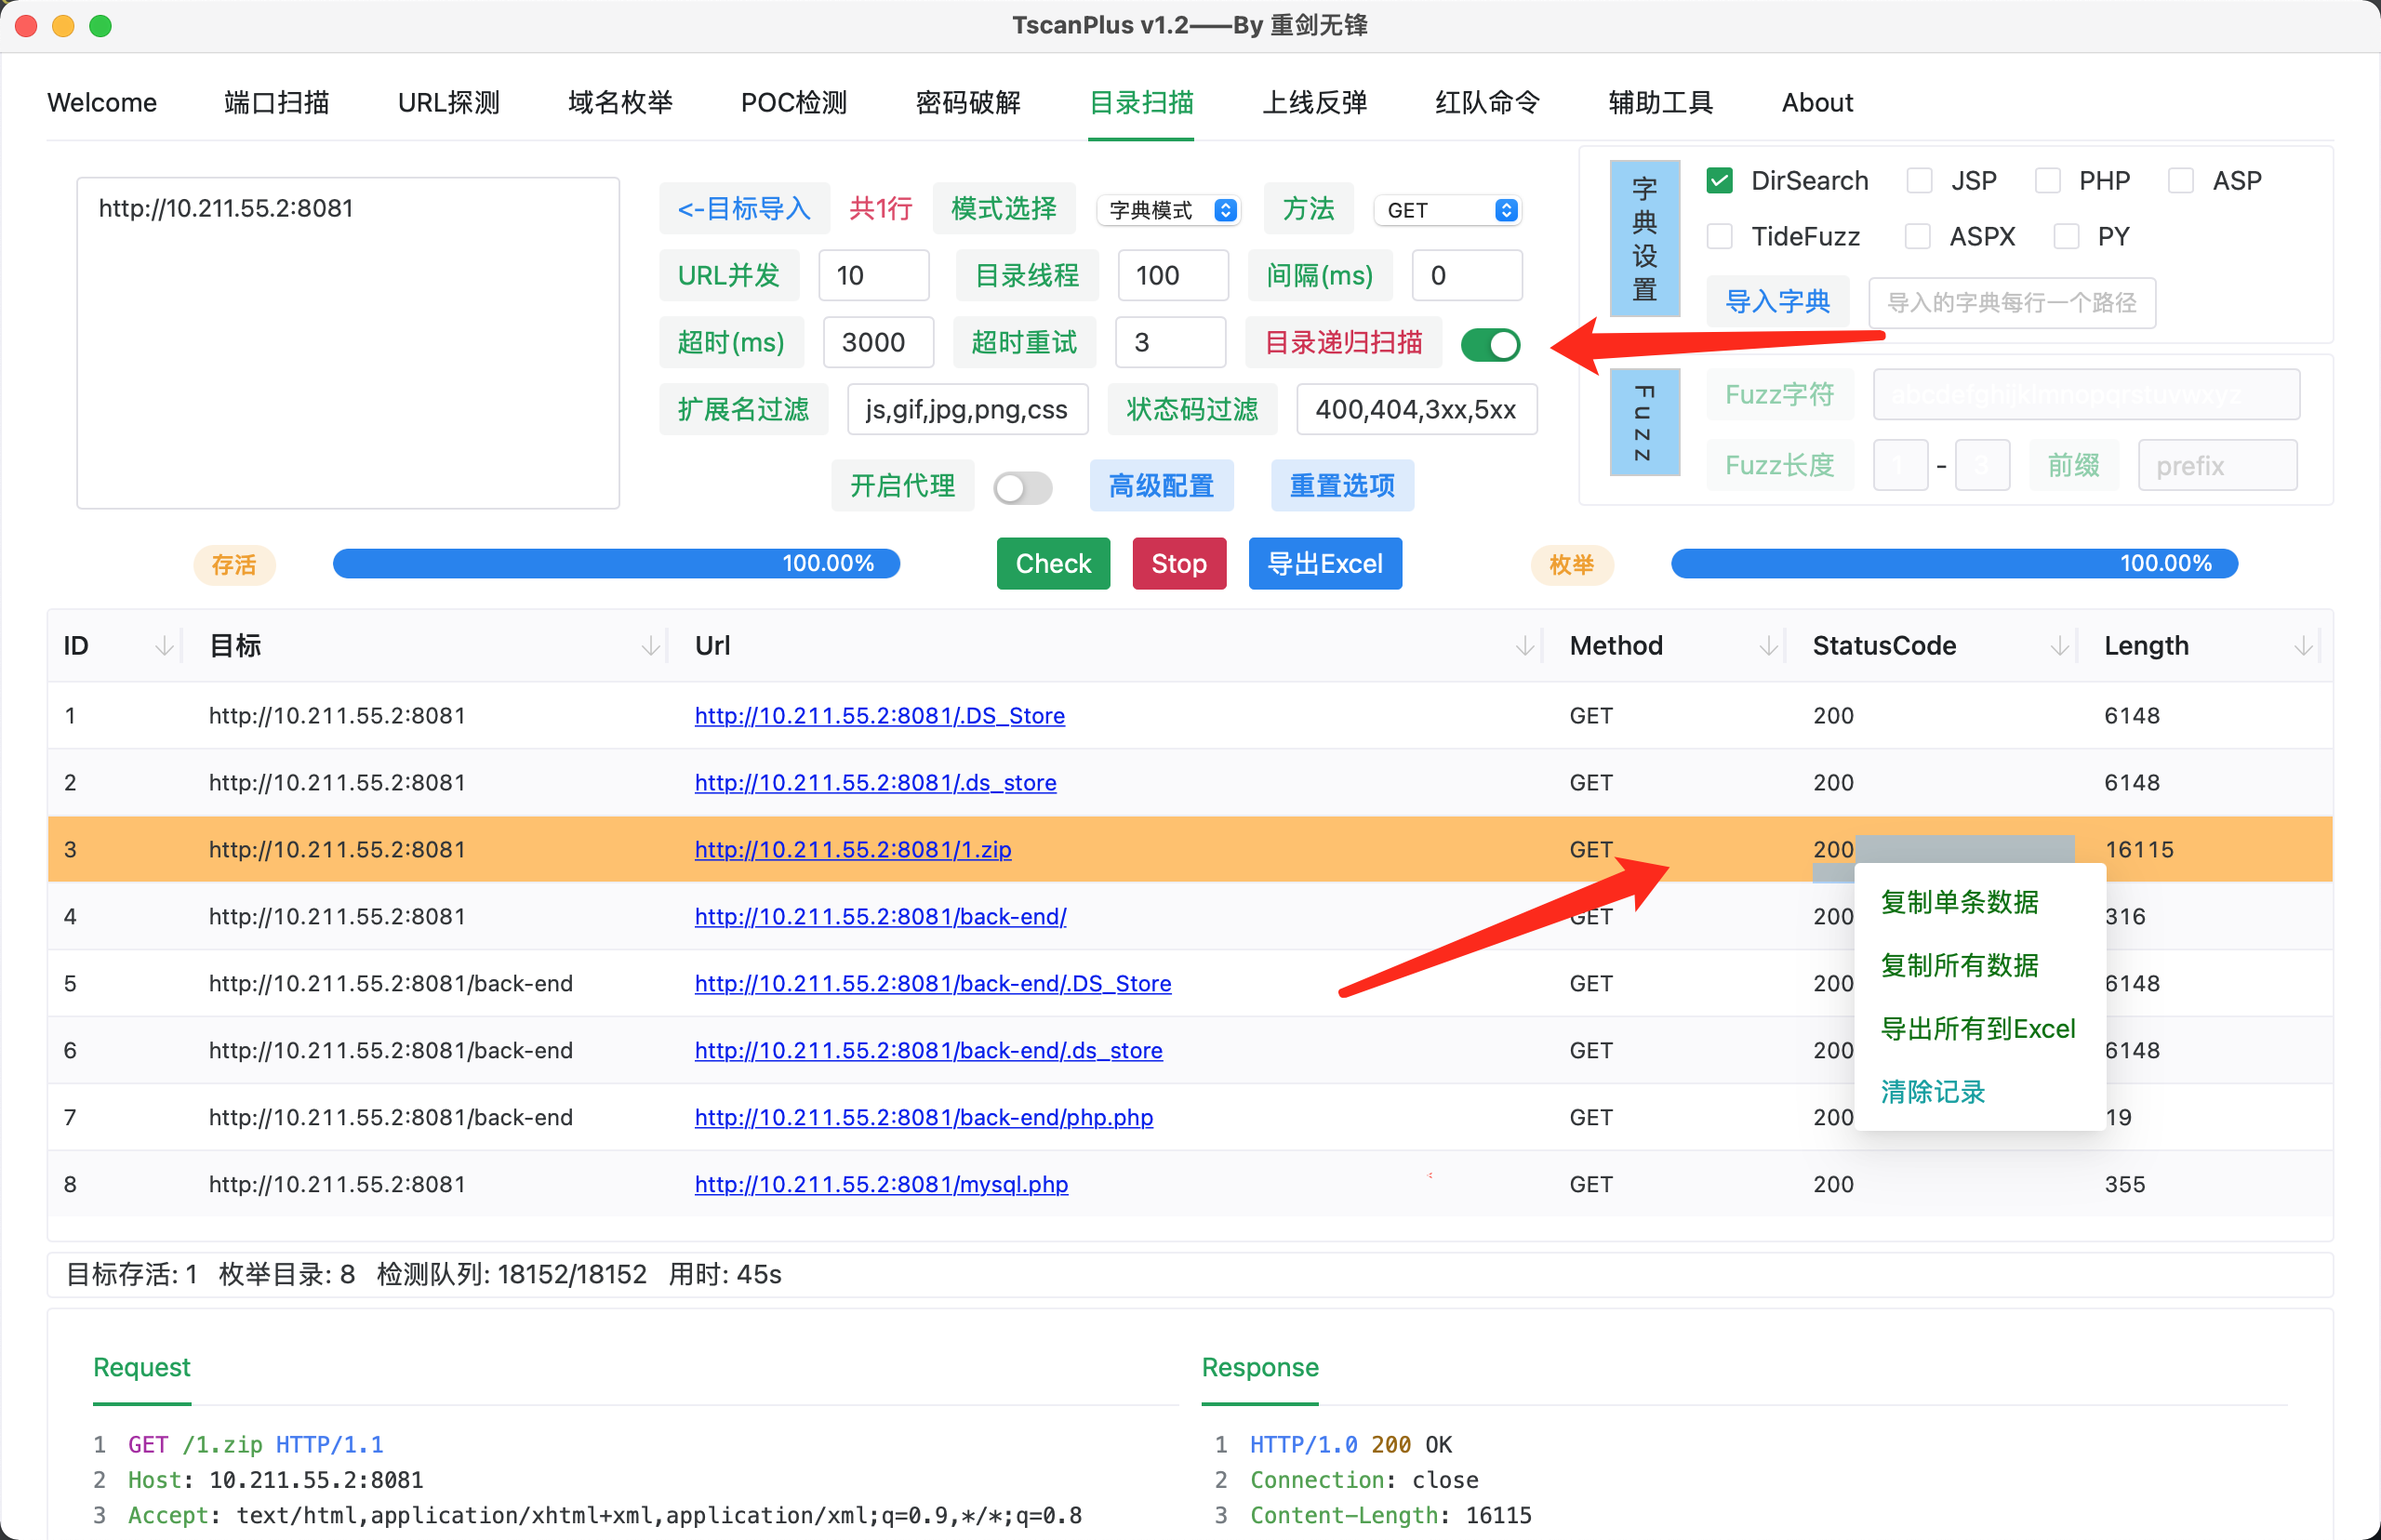 TscanPlus v1.2——By 重剑无锋
Welcome 端口扫描 URL探测 域名枚举 POC检测 密码破解 目录扫描 上线反弹 红队命令 辅助工具 About
http://10.211.55.2:8081
<-目标导入 共1行 模式选择 字典模式 方法 GET
URL并发 10 目录线程 100 间隔(ms) 0
超时(ms) 3000 超时重试 3 目录递归扫描
扩展名过滤 js,gif,jpg,png,css 状态码过滤 400,404,3xx,5xx
开启代理 高级配置 重置选项
字典设置
DirSearch JSP PHP ASP
TideFuzz ASPX PY
导入字典 导入的字典每行一个路径
Fuzz
Fuzz字符 abcdefghijklmnopqrstuvwxyz
Fuzz长度 1 - 3 前缀 prefix
存活 100.00% Check Stop 导出Excel 枚举 100.00%
ID 目标 Url Method StatusCode Length
1 http://10.211.55.2:8081 http://10.211.55.2:8081/.DS_Store GET 200 6148
2 http://10.211.55.2:8081 http://10.211.55.2:8081/.ds_store GET 200 6148
3 http://10.211.55.2:8081 http://10.211.55.2:8081/1.zip GET 200 16115
4 http://10.211.55.2:8081 http://10.211.55.2:8081/back-end/ GET 200 316
5 http://10.211.55.2:8081/back-end http://10.211.55.2:8081/back-end/.DS_Store GET 200 6148
6 http://10.211.55.2:8081/back-end http://10.211.55.2:8081/back-end/.ds_store GET 200 6148
7 http://10.211.55.2:8081/back-end http://10.211.55.2:8081/back-end/php.php GET 200 19
8 http://10.211.55.2:8081 http://10.211.55.2:8081/mysql.php GET 200 355
复制单条数据
复制所有数据
导出所有到Excel
清除记录
目标存活: 1 枚举目录: 8 检测队列: 18152/18152 用时: 45s
Request
1 GET /1.zip HTTP/1.1
2 Host: 10.211.55.2:8081
3 Accept: text/html,application/xhtml+xml,application/xml;q=0.9,*/*;q=0.8
Response
1 HTTP/1.0 200 OK
2 Connection: close
3 Content-Length: 16115